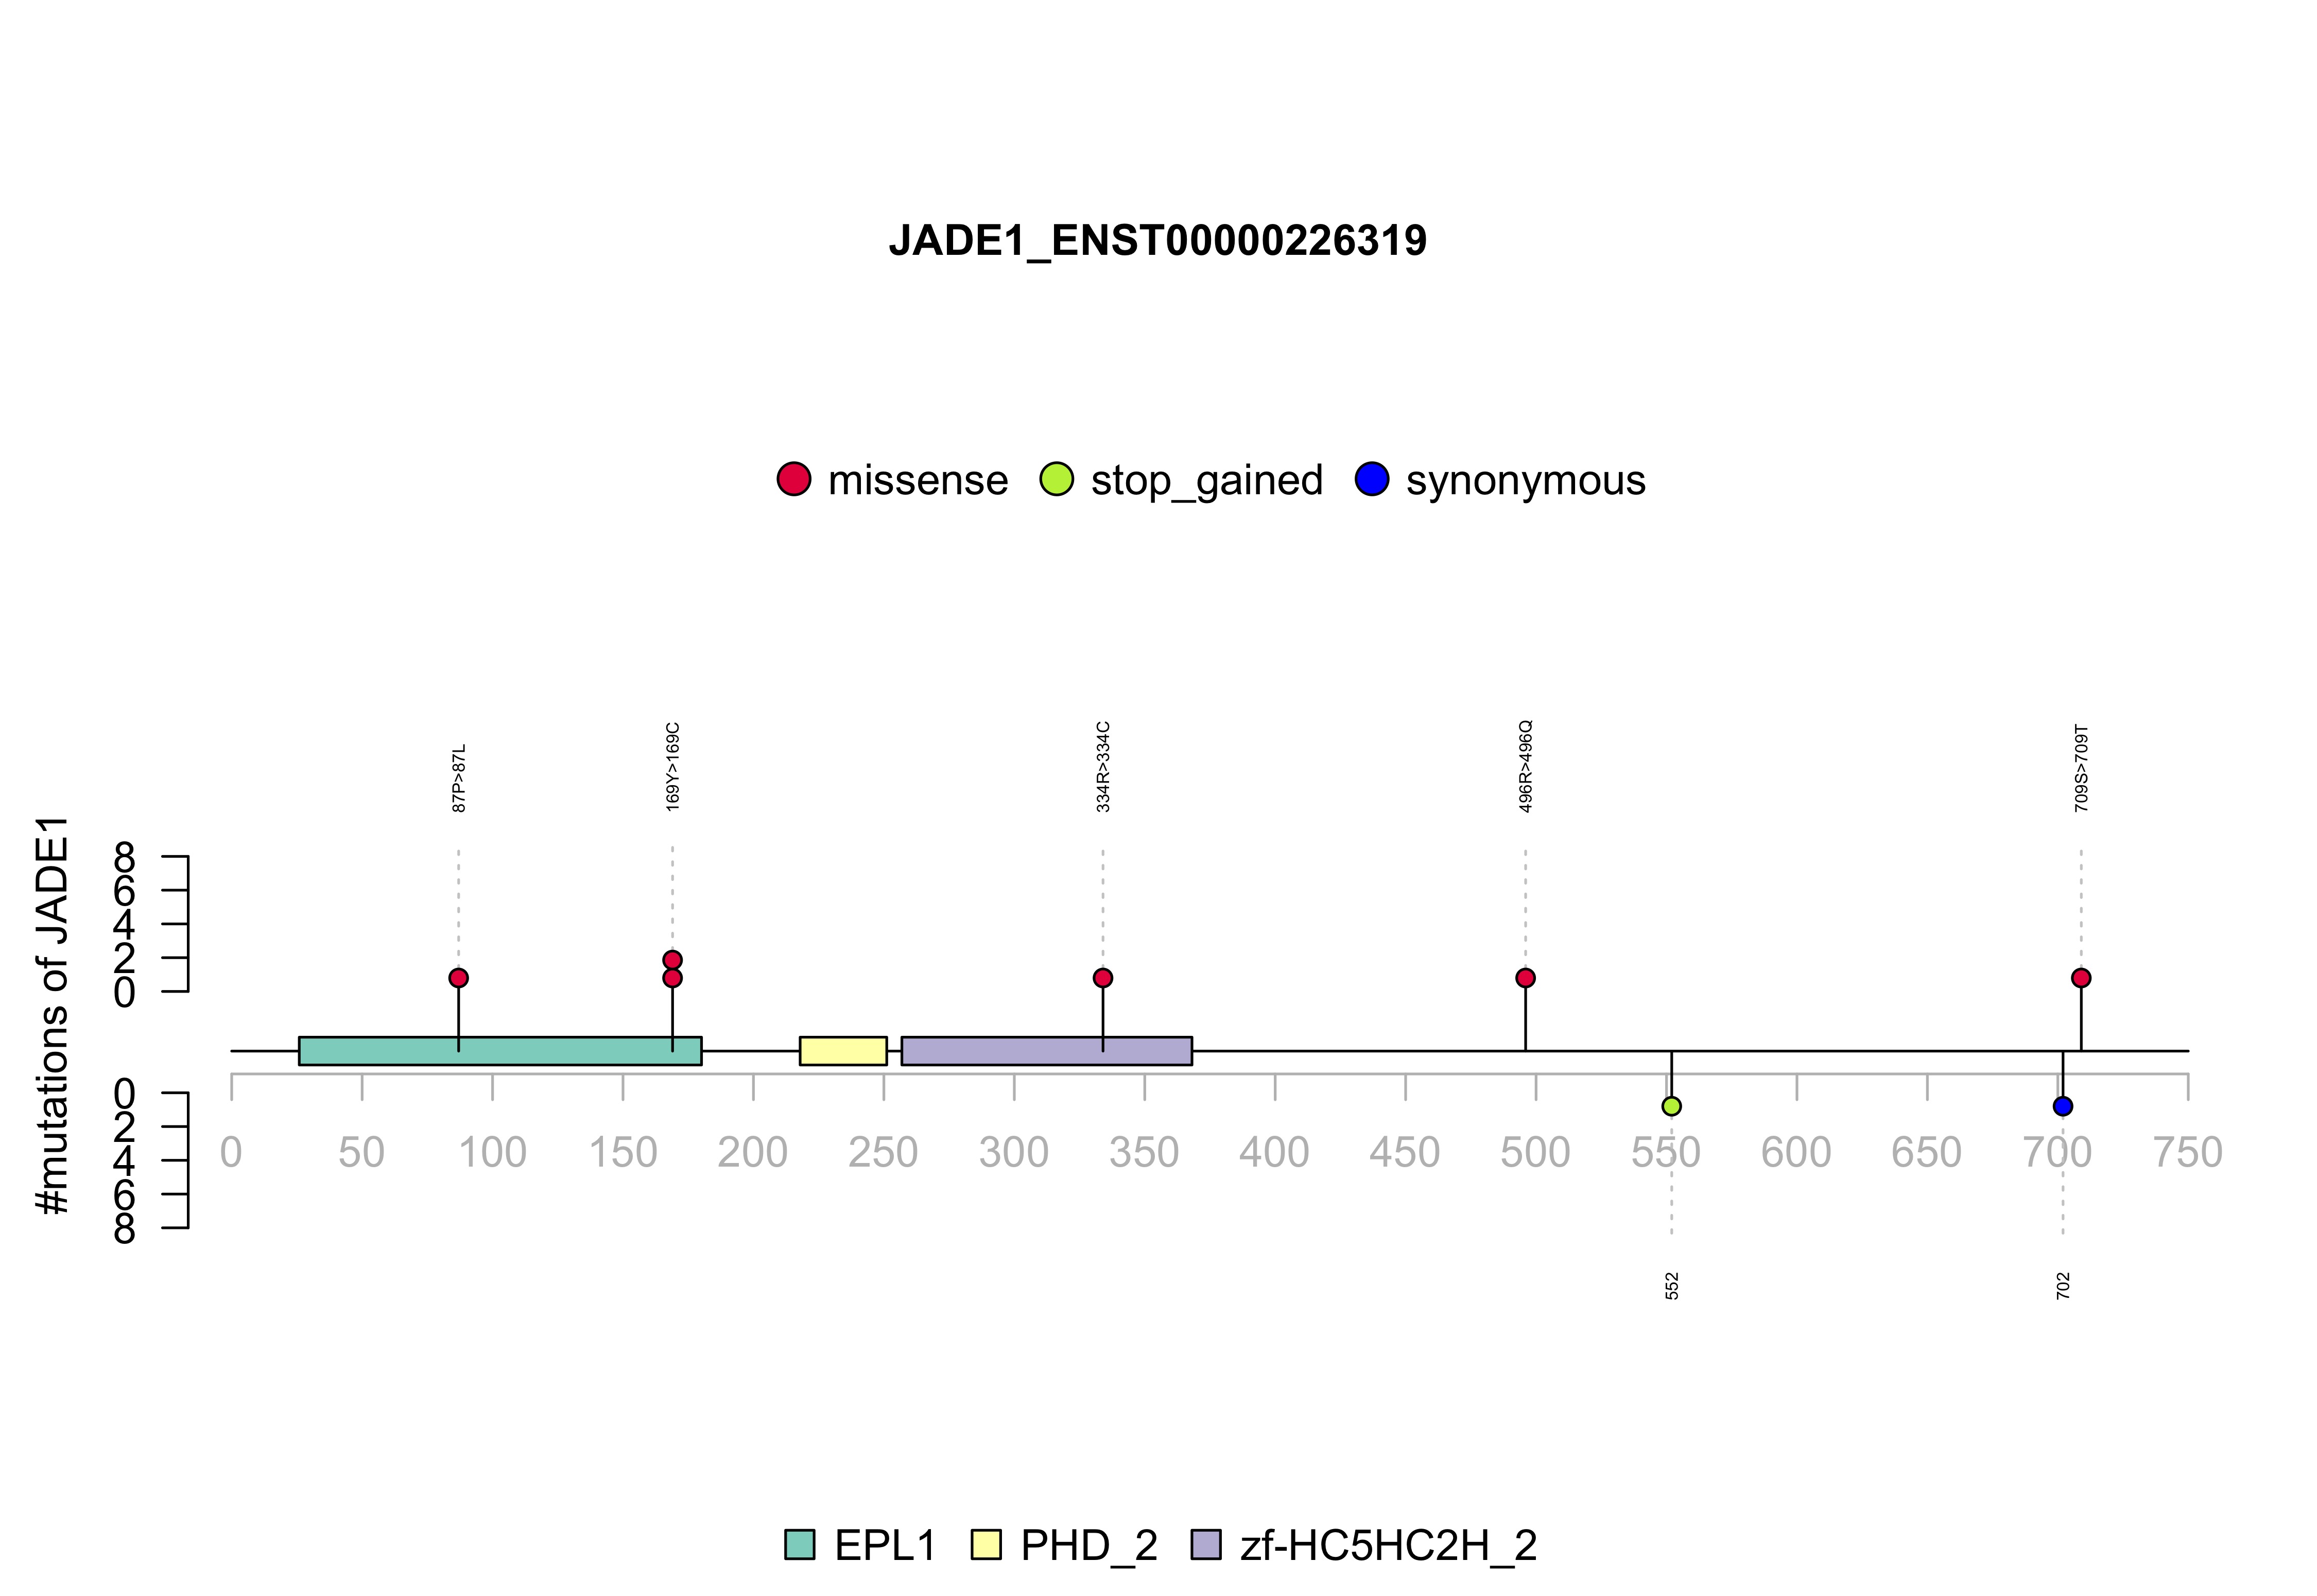 JADE1_ENST00000226319
missense stop_gained synonymous
87P>87L
169Y>169C
334R>334C
496R>496Q
709S>709T
#mutations of JADE1
8
6
4
2
0
0
2
4
6
8
0 50 100 150 200 250 300 350 400 450 500 550 600 650 700 750
552
702
EPL1 PHD_2 zf-HC5HC2H_2